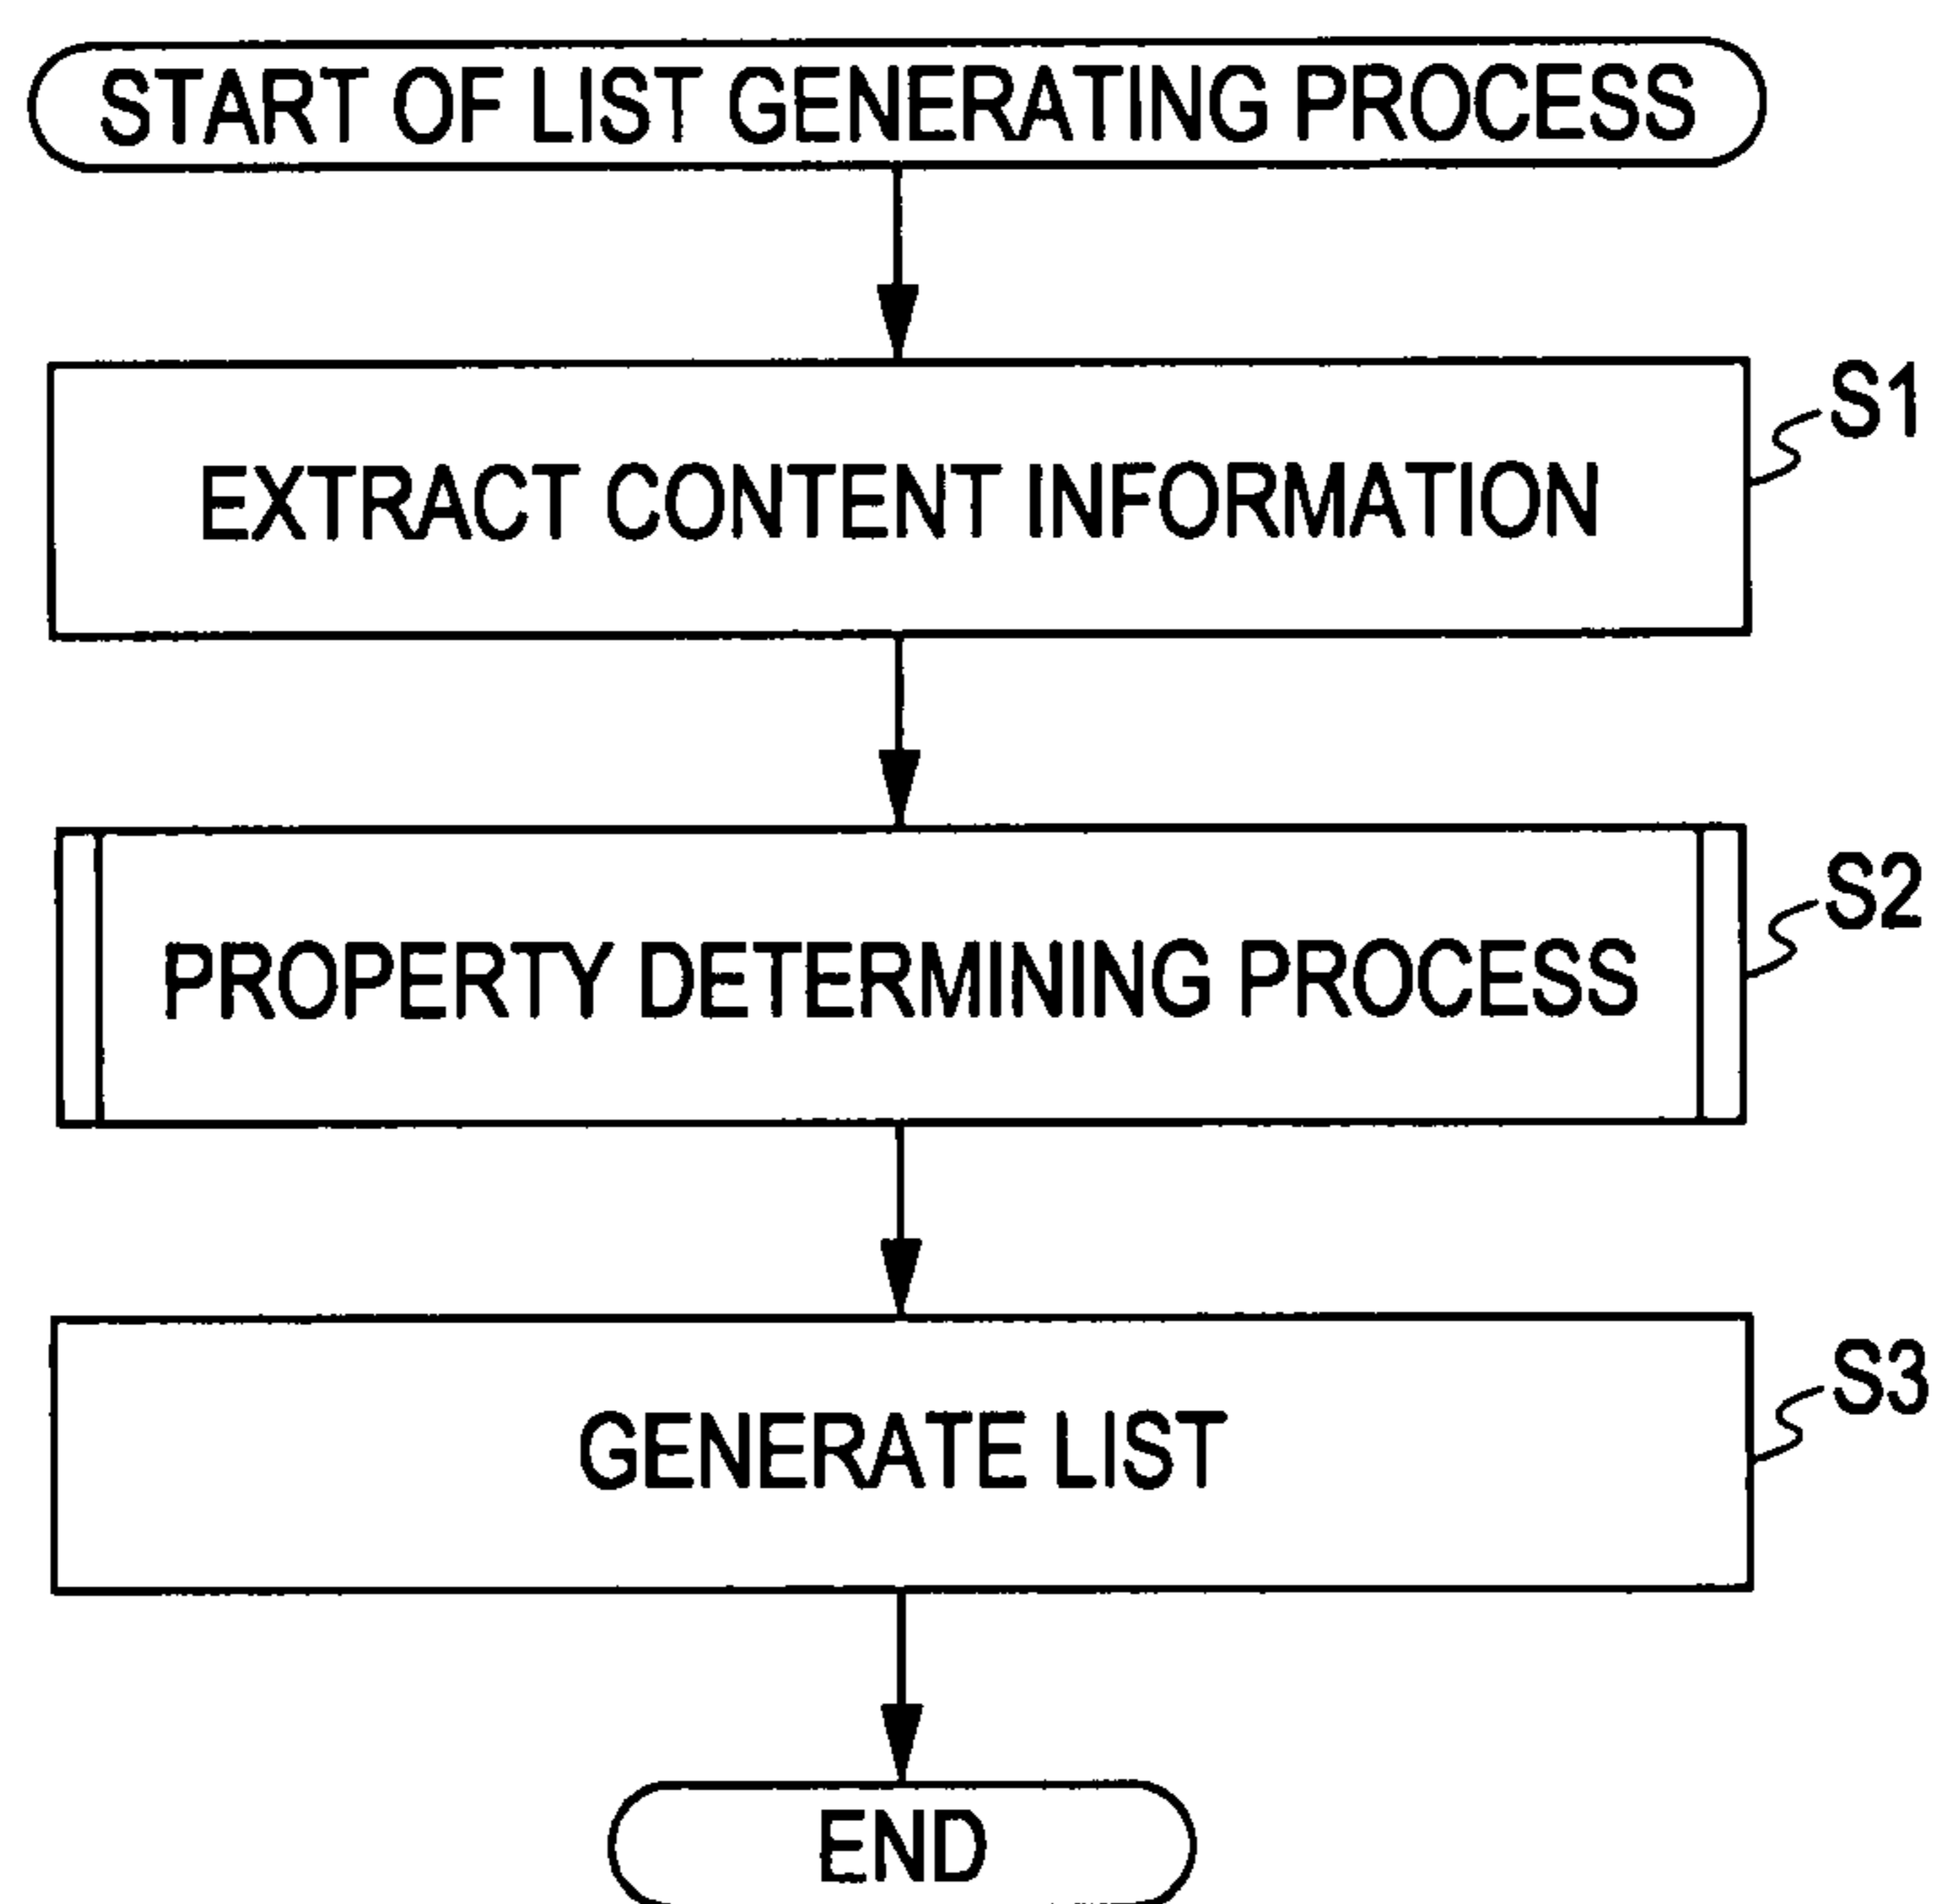 START OF LIST GENERATING PROCESS
S1
EXTRACT CONTENT INFORMATION
S2
PROPERTY DETERMINING PROCESS
S3
GENERATE LIST
END